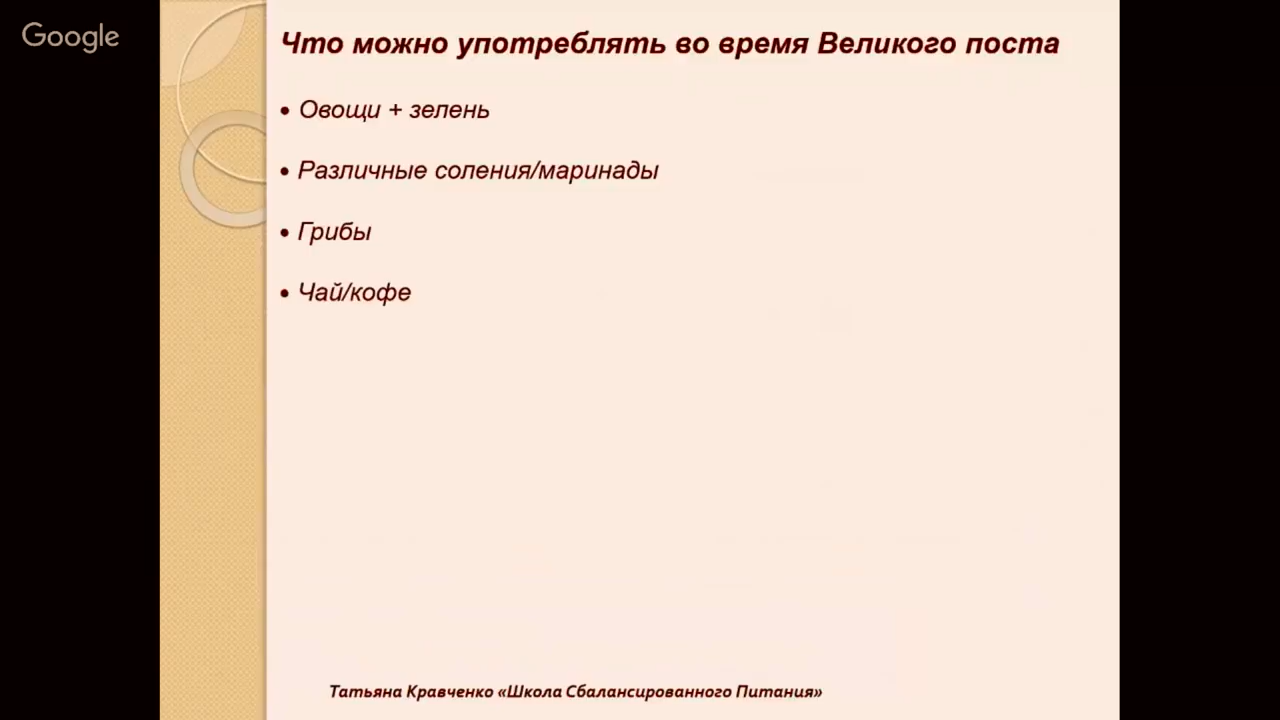 Google
Что можно употреблять во время Великого поста
• Овощи + зелень
• Различные соления/маринады
• Грибы
• Чай/кофе
Татьяна Кравченко «Школа Сбалансированного Питания»